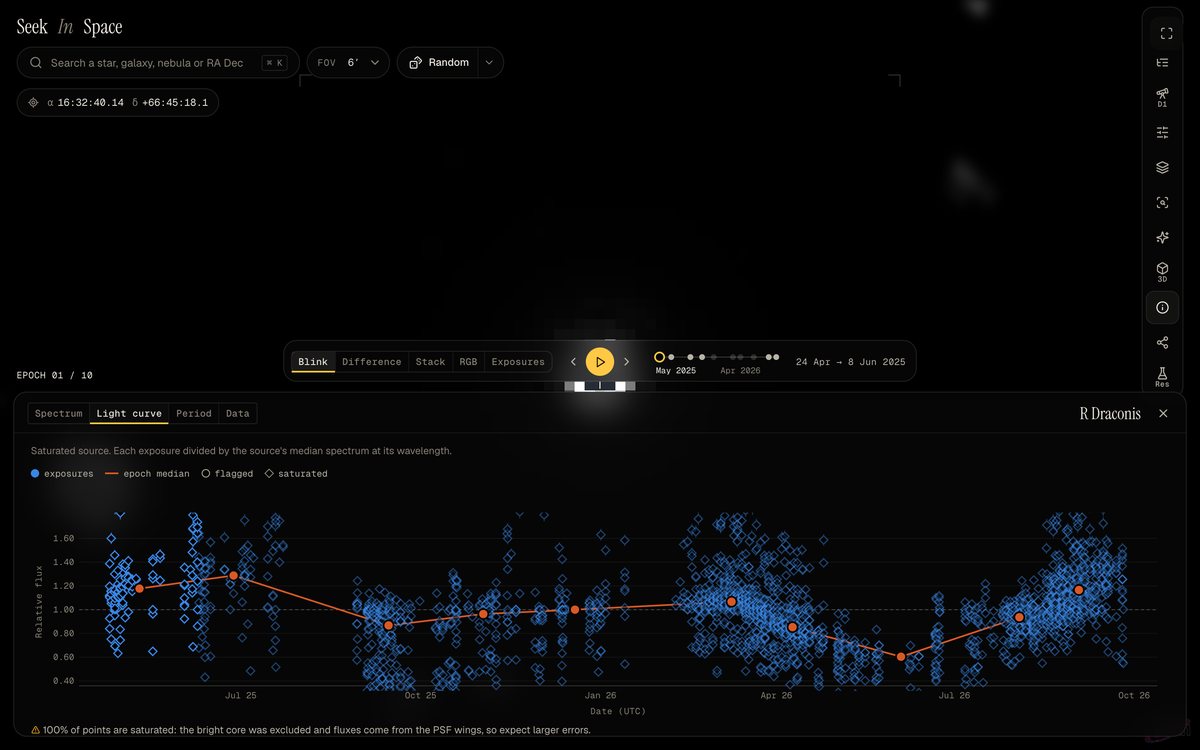 Seek In Space
Search a star, galaxy, nebula or RA Dec ⌘ K
FOV 6′
Random
α 16:32:40.14 δ +66:45:18.1
D1
3D
Res
Blink Difference Stack RGB Exposures
May 2025 Apr 2026
24 Apr → 8 Jun 2025
EPOCH 01 / 10
Spectrum Light curve Period Data
R Draconis
Saturated source. Each exposure divided by the source's median spectrum at its wavelength.
exposures epoch median flagged saturated
Relative flux
1.60
1.40
1.20
1.00
0.80
0.60
0.40
Jul 25 Oct 25 Jan 26 Apr 26 Jul 26 Oct 26
Date (UTC)
100% of points are saturated: the bright core was excluded and fluxes come from the PSF wings, so expect larger errors.